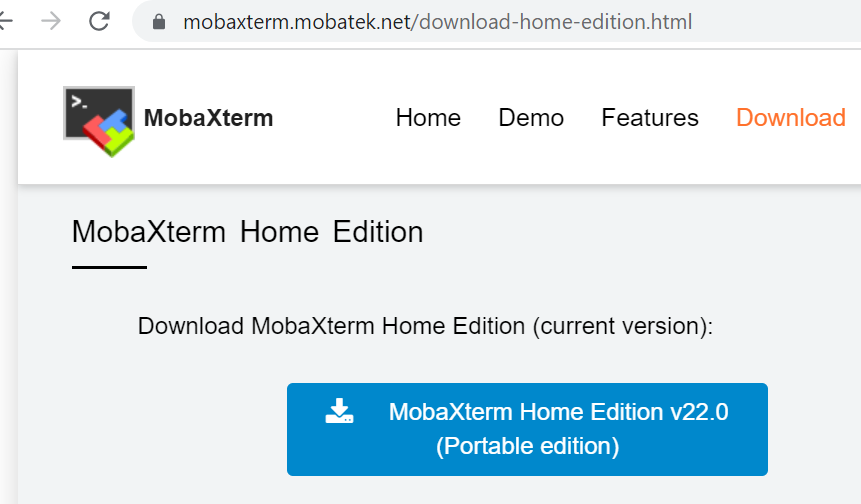 mobaxterm.mobatek.net/download-home-edition.html
>_
MobaXterm Home Demo Features Download
MobaXterm Home Edition
Download MobaXterm Home Edition (current version):
MobaXterm Home Edition v22.0
(Portable edition)